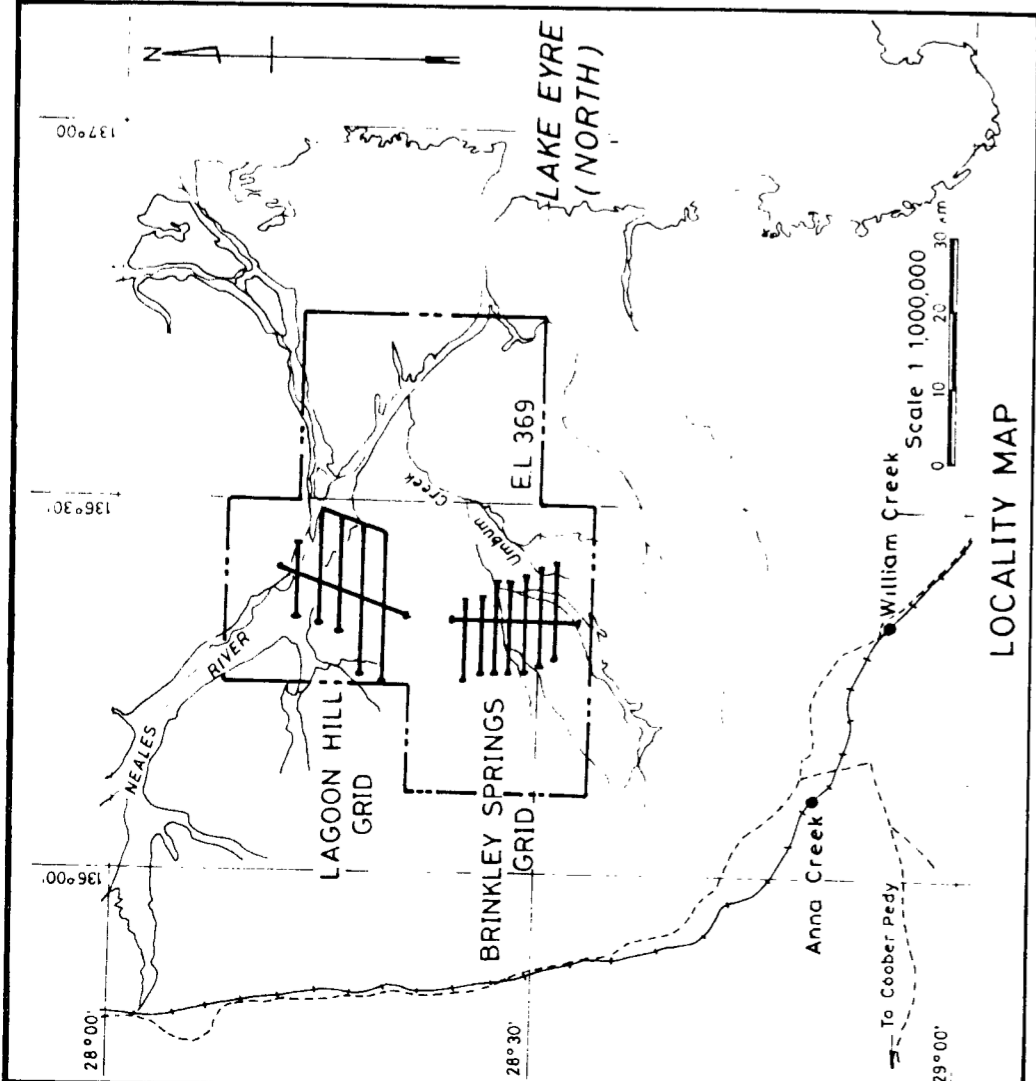 N
137°00'
LAKE EYRE
(NORTH)
136°30'
E.L 369
Umbum Creek
NEALES
RIVER
LAGOON HILL
GRID
BRINKLEY SPRINGS
GRID
136°00'
28°00'
28°30'
29°00'
William Creek
Anna Creek
To Coober Pedy
Scale 1 1,000,000
0 10 20 30 km
LOCALITY MAP